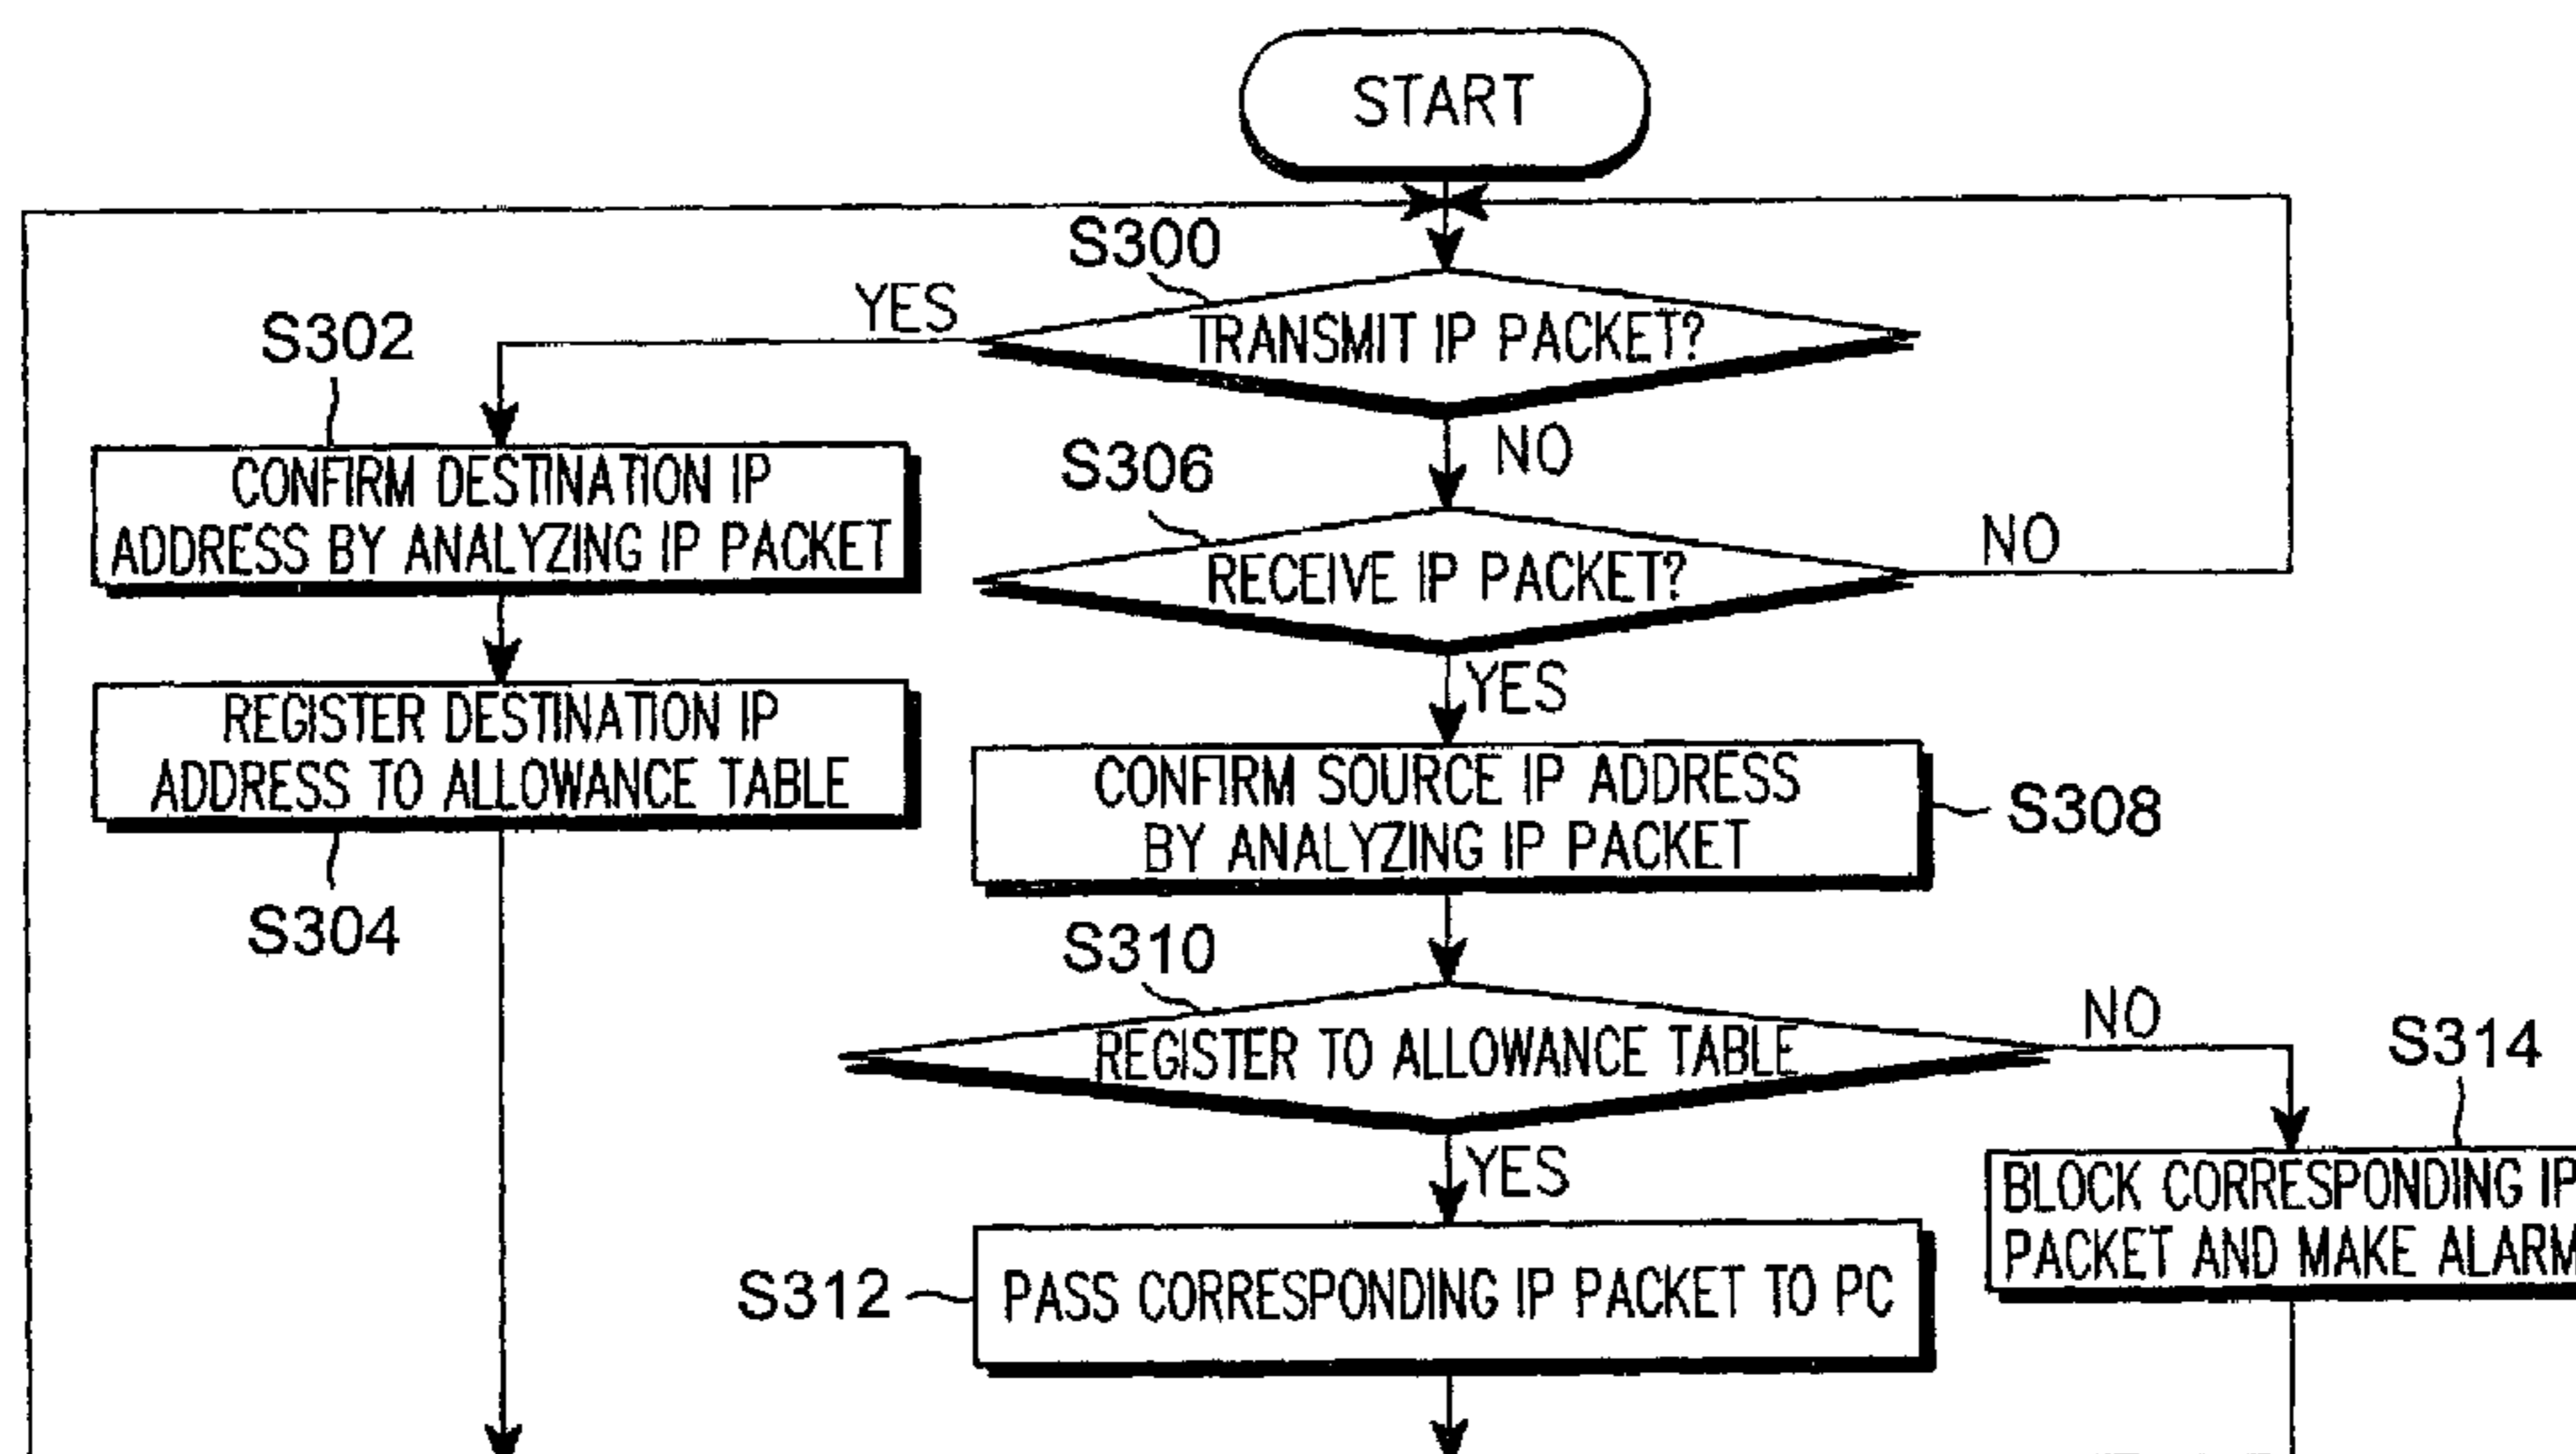 START
S300
YES
TRANSMIT IP PACKET?
S302
NO
CONFIRM DESTINATION IP
ADDRESS BY ANALYZING IP PACKET
S306
RECEIVE IP PACKET?
NO
YES
REGISTER DESTINATION IP
ADDRESS TO ALLOWANCE TABLE
S304
CONFIRM SOURCE IP ADDRESS
BY ANALYZING IP PACKET
S308
S310
REGISTER TO ALLOWANCE TABLE
NO
S314
YES
BLOCK CORRESPONDING IP
PACKET AND MAKE ALARM
S312
PASS CORRESPONDING IP PACKET TO PC